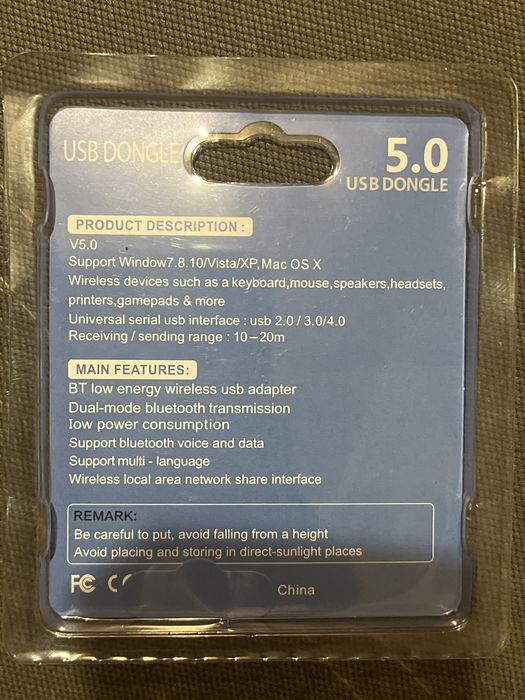 USB DONGLE
5.0
USB DONGLE
PRODUCT DESCRIPTION :
V5.0
Support Window7.8.10/Vista/XP,Mac OS X
Wireless devices such as a keyboard,mouse,speakers,headsets,
printers,gamepads & more
Universal serial usb interface : usb 2.0 / 3.0/4.0
Receiving / sending range : 10—20m
MAIN FEATURES:
BT low energy wireless usb adapter
Dual-mode bluetooth transmission
low power consumption
Support bluetooth voice and data
Support multi - language
Wireless local area network share interface
REMARK:
Be careful to put, avoid falling from a height
Avoid placing and storing in direct-sunlight places
FC
China